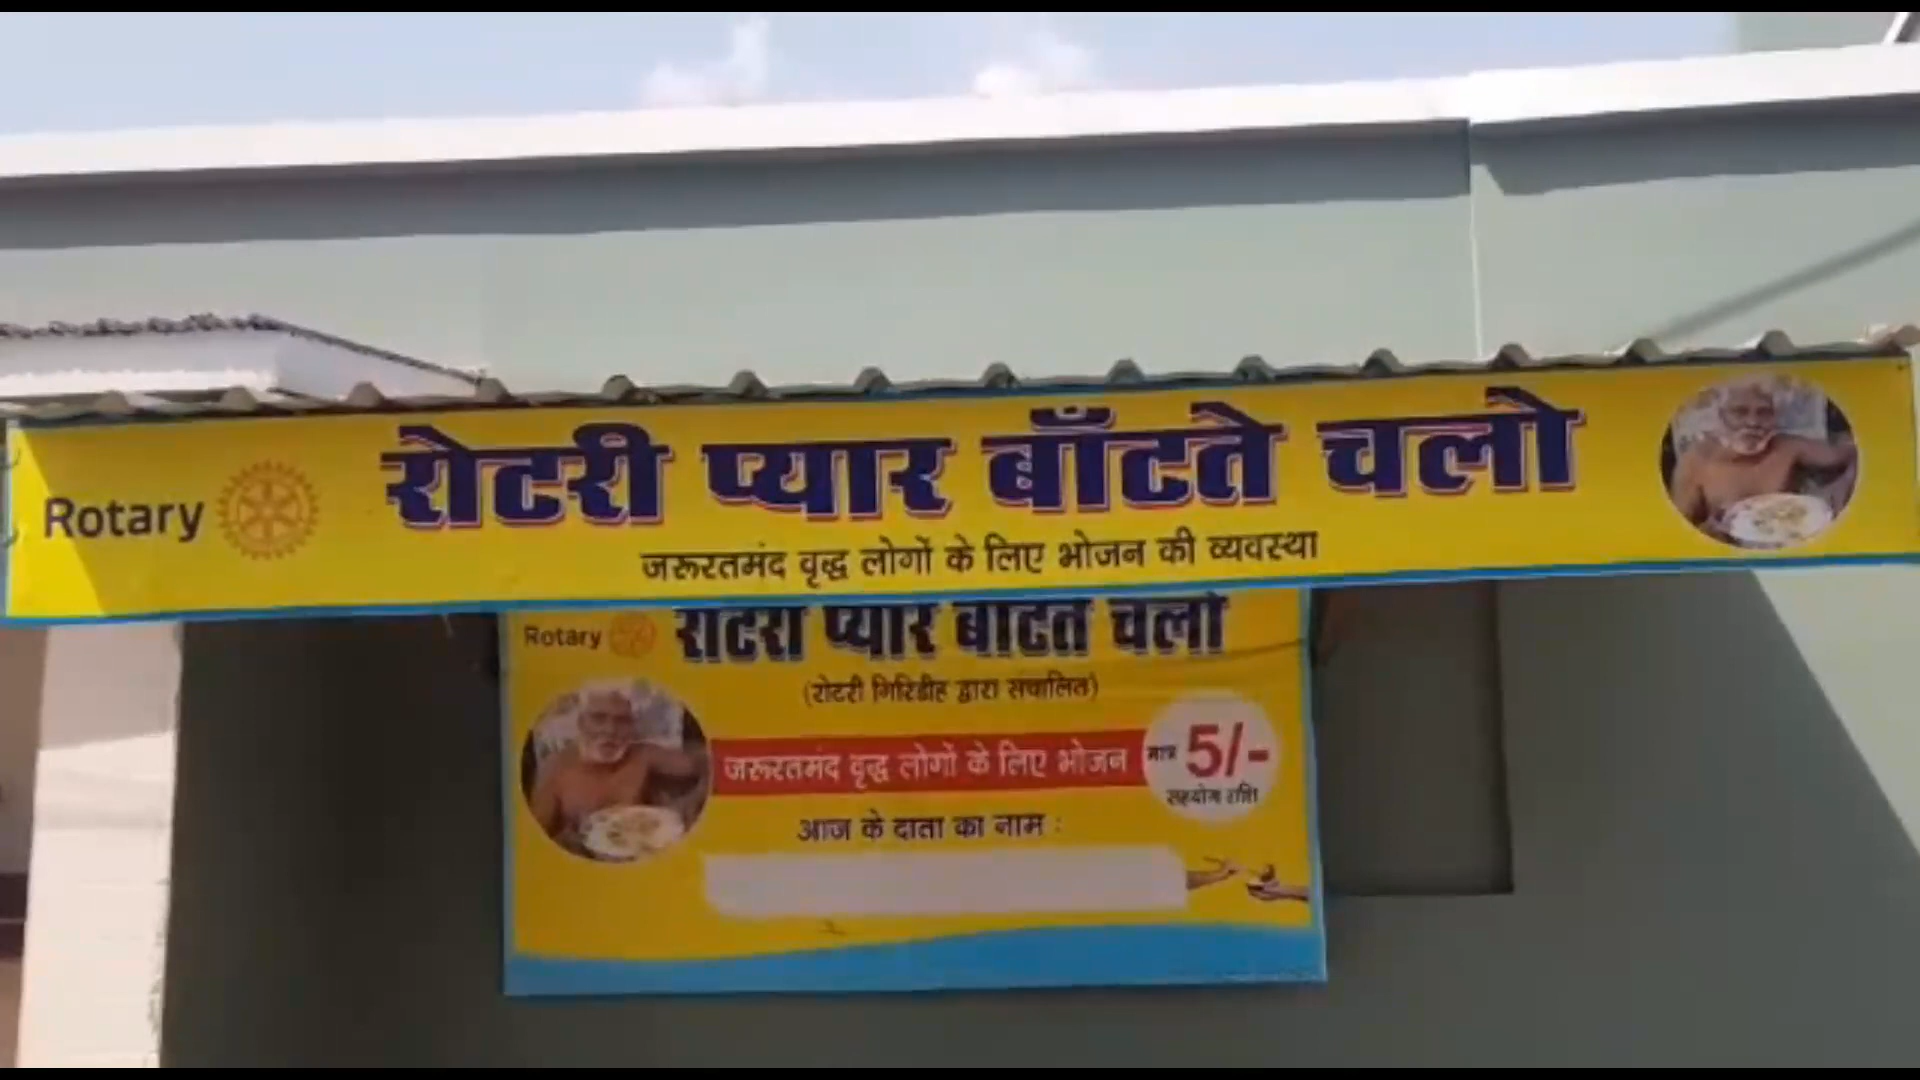 Rotary रोटरी प्यार बाँटते चलो
जरूरतमंद वृद्ध लोगों के लिए भोजन की व्यवस्था
Rotary रोटरी प्यार बाँटते चलो
(रोटरी गिरिडीह द्वारा संचालित)
जरूरतमंद वृद्ध लोगों के लिए भोजन मात्र 5/-
सहयोग राशि
आज के दाता का नाम :